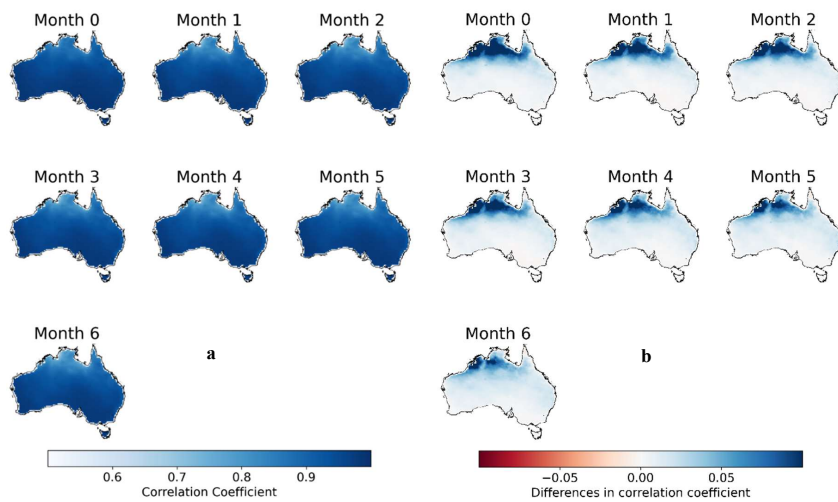 Month 0 Month 1 Month 2 Month 0 Month 1 Month 2
Month 3 Month 4 Month 5 Month 3 Month 4 Month 5
Month 6 a Month 6 b
0.6 0.7 0.8 0.9
Correlation Coefficient
−0.05 0.00 0.05
Differences in correlation coefficient